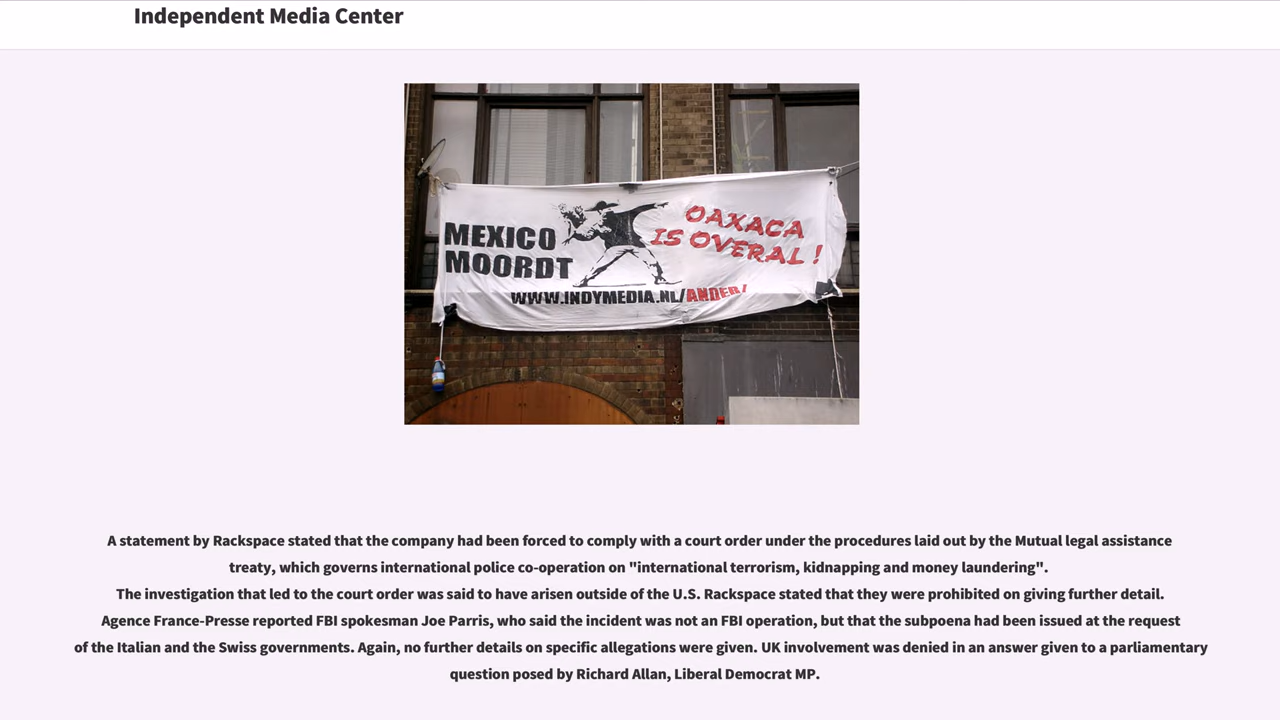 Independent Media Center
MEXICO
MOORDT
OAXACA
IS OVERAL !
WWW.INDYMEDIA.NL/ANDER/
A statement by Rackspace stated that the company had been forced to comply with a court order under the procedures laid out by the Mutual legal assistance
treaty, which governs international police co-operation on "international terrorism, kidnapping and money laundering".
The investigation that led to the court order was said to have arisen outside of the U.S. Rackspace stated that they were prohibited on giving further detail.
Agence France-Presse reported FBI spokesman Joe Parris, who said the incident was not an FBI operation, but that the subpoena had been issued at the request
of the Italian and the Swiss governments. Again, no further details on specific allegations were given. UK involvement was denied in an answer given to a parliamentary
question posed by Richard Allan, Liberal Democrat MP.